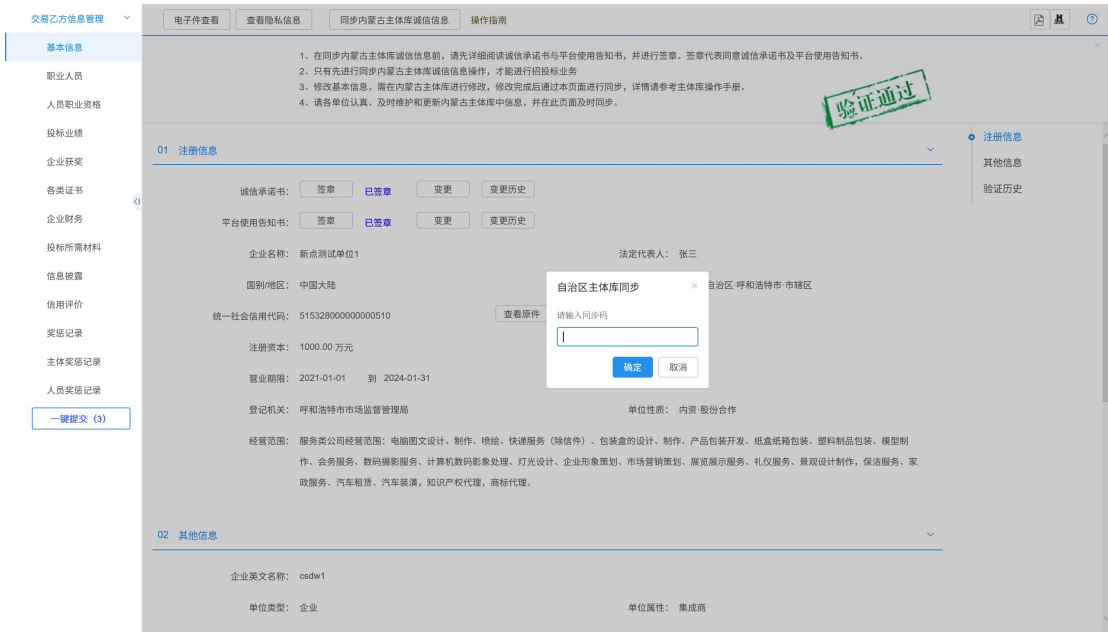 交易乙方信息管理
基本信息
职业人员
人员职业资格
投标业绩
企业获奖
各类证书
企业财务
投标所需材料
信息披露
信用评价
奖惩记录
主体奖惩记录
人员奖惩记录
一键提交（3）
电子件查看 查看隐私信息 同步内蒙古主体库诚信信息 操作指南
1、在同步内蒙古主体库诚信信息前，请先详细阅读诚信承诺书与平台使用告知书，并进行签章。签章代表同意诚信承诺书及平台使用告知书．
2、只有先进行同步内蒙古主体库诚信信息操作，才能进行招投标业务
3、修改基本信息，需在内蒙古主体库进行修改，修改完成后通过本页面进行同步，详情请参考主体库操作手册．
4、请各单位认真、及时维护和更新内蒙古主体库中信息，并在此页面及时同步。
验证通过
01 注册信息
诚信承诺书： 签章 已签章 变更 变更历史
平台使用告知书： 签章 已签章 变更 变更历史
企业名称： 新点测试单位1 法定代表人： 张三
国别/地区： 中国大陆 自治区·呼和浩特市·市辖区
统一社会信用代码： 515328000000000510 查看原件
注册资本： 1000.00 万元
营业期限： 2021-01-01 到 2024-01-31
登记机关： 呼和浩特市市场监督管理局 单位性质： 内资·股份合作
经营范围： 服务类公司经营范围：电脑图文设计、制作、喷绘、快递服务（除信件）、包装盒的设计、制作、产品包装开发、纸盒纸箱包装、塑料制品包装、模型制
作、会务服务、数码摄影服务、计算机数码影象处理、灯光设计、企业形象策划、市场营销策划、展览展示服务、礼仪服务、景观设计制作，保洁服务、家
政服务、汽车租赁、汽车装潢，知识产权代理，商标代理。
02 其他信息
企业英文名称： csdw1
单位类型： 企业 单位属性： 集成商
自治区主体库同步
请输入同步码
确定 取消
注册信息
其他信息
验证历史